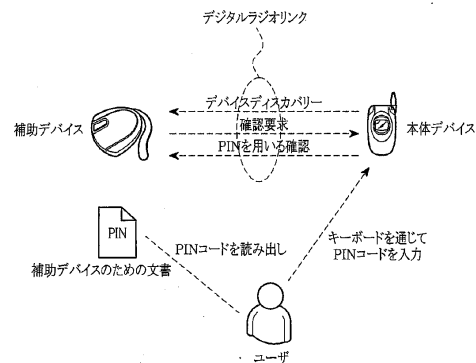 デジタルラジオリンク
デバイスディスカバリー
補助デバイス
確認要求
本体デバイス
PINを用いる確認
PIN
PINコードを読み出し
キーボードを通じて
PINコードを入力
補助デバイスのための文書
ユーザ